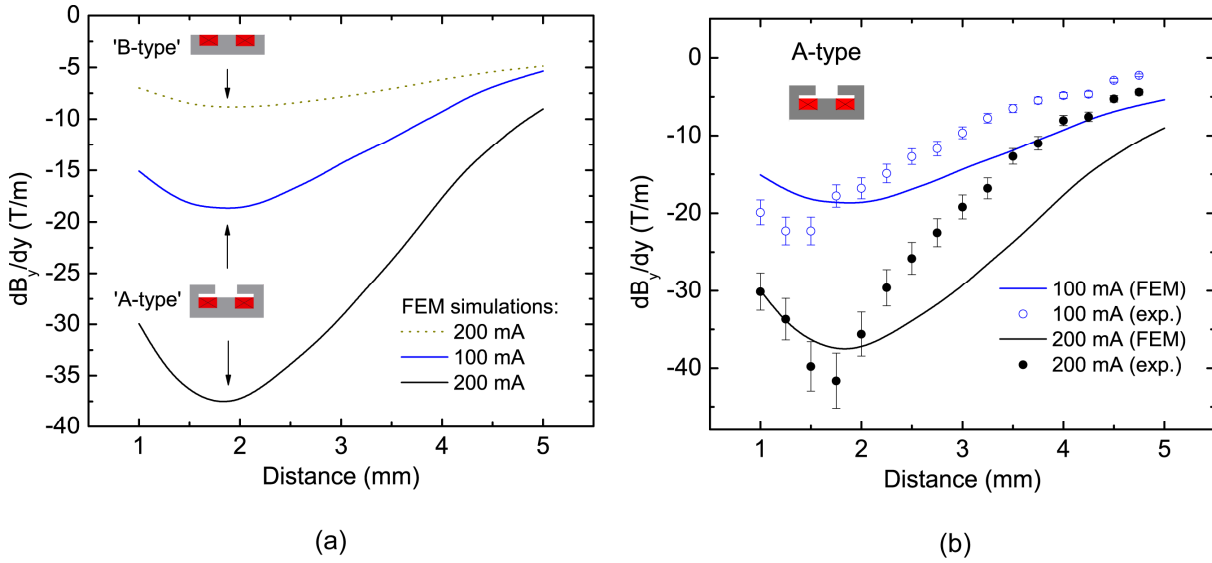 0
-5
-10
-15
-20
-25
-30
-35
-40
dB_y/dy (T/m)
'B-type'
'A-type'
FEM simulations:
200 mA
100 mA
200 mA
1 2 3 4 5
Distance (mm)
(a)
0
-10
-20
-30
-40
dB_y/dy (T/m)
A-type
100 mA (FEM)
100 mA (exp.)
200 mA (FEM)
200 mA (exp.)
1 2 3 4 5
Distance (mm)
(b)